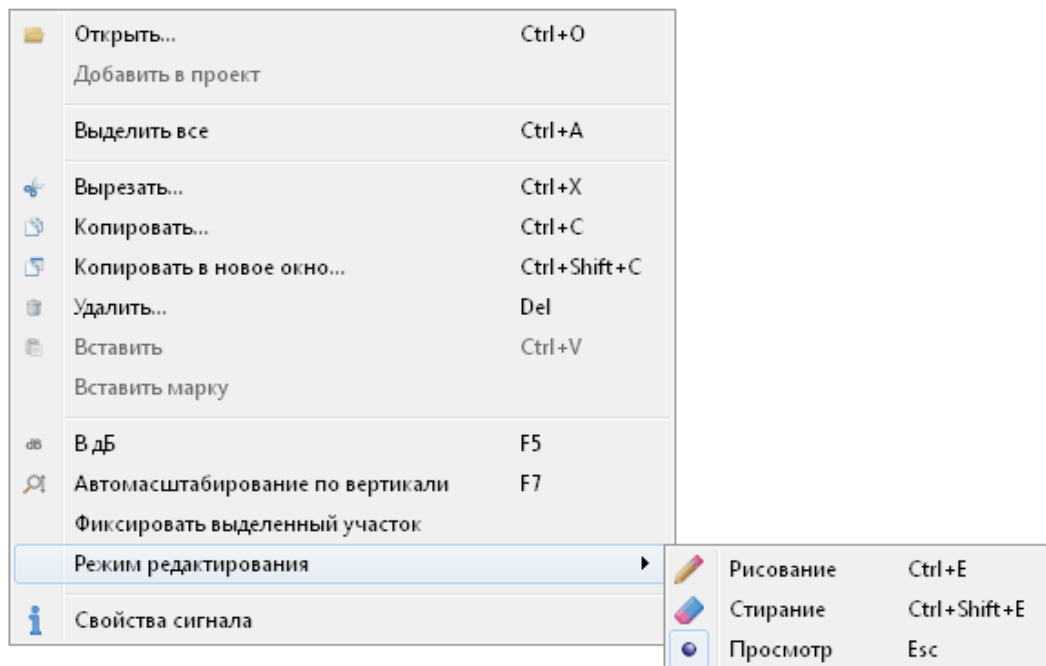 Открыть... Ctrl+O
Добавить в проект
Выделить все Ctrl+A
Вырезать... Ctrl+X
Копировать... Ctrl+C
Копировать в новое окно... Ctrl+Shift+C
Удалить... Del
Вставить Ctrl+V
Вставить марку
dB В дБ F5
Автомасштабирование по вертикали F7
Фиксировать выделенный участок
Режим редактирования
Рисование Ctrl+E
Стирание Ctrl+Shift+E
Свойства сигнала
Просмотр Esc